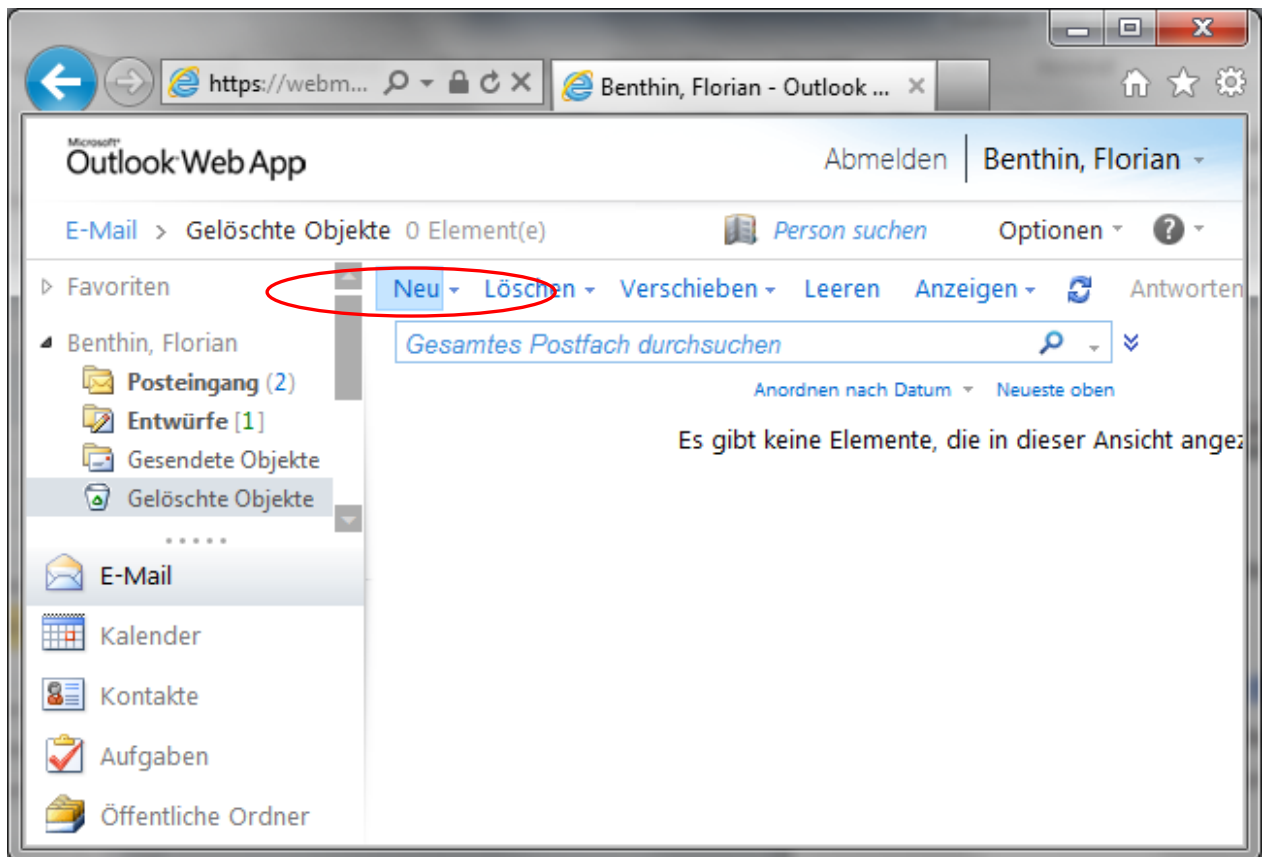 https://webm...
Benthin, Florian - Outlook ...
Microsoft®
Outlook Web App
Abmelden
Benthin, Florian
E-Mail > Gelöschte Objekte 0 Element(e)
Person suchen
Optionen
Favoriten
Neu Löschen Verschieben Leeren Anzeigen Antworten
Benthin, Florian
Gesamtes Postfach durchsuchen
Posteingang (2)
Anordnen nach Datum Neueste oben
Entwürfe [1]
Es gibt keine Elemente, die in dieser Ansicht angez
Gesendete Objekte
Gelöschte Objekte
E-Mail
Kalender
Kontakte
Aufgaben
Öffentliche Ordner